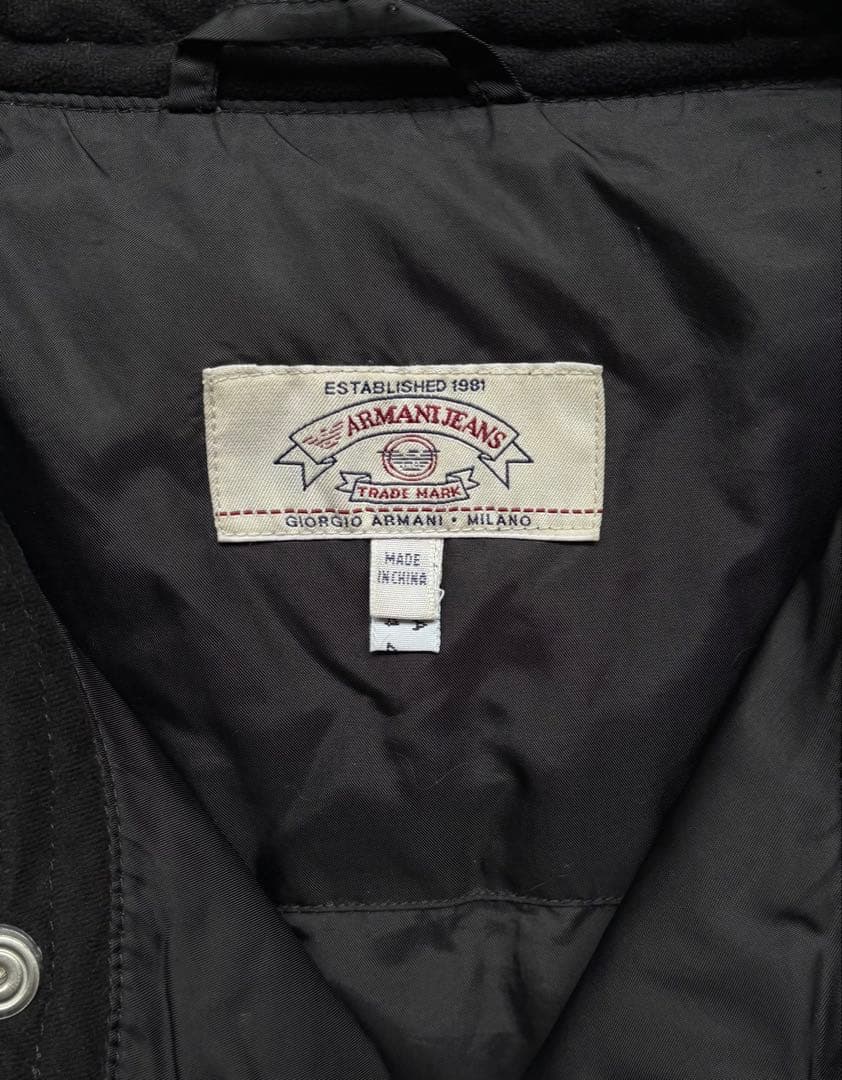 ESTABLISHED 1981
ARMANI JEANS
TRADE MARK
GIORGIO ARMANI • MILANO
MADE
IN CHINA